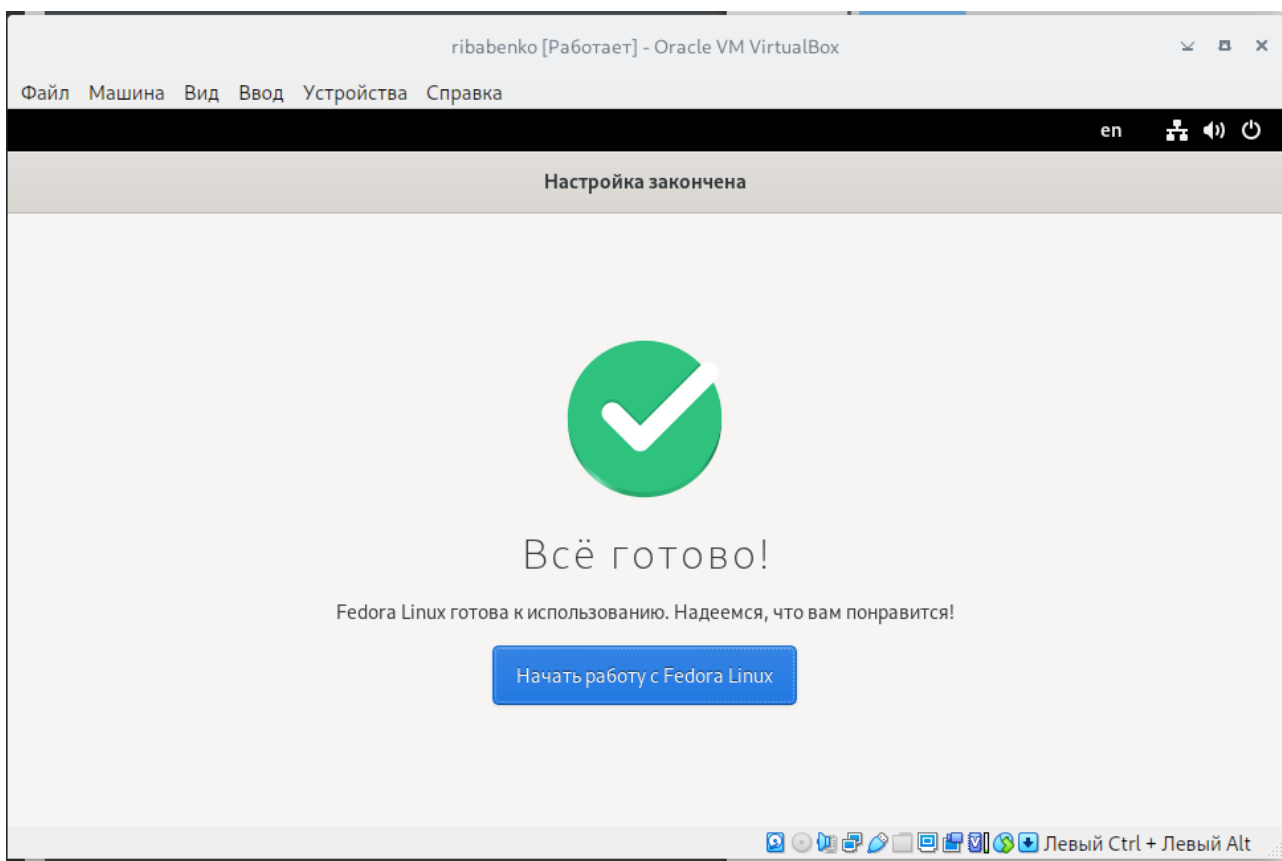 ribabenko [Работает] - Oracle VM VirtualBox
Файл Машина Вид Ввод Устройства Справка
en
Настройка закончена
Всё готово!
Fedora Linux готова к использованию. Надеемся, что вам понравится!
Начать работу с Fedora Linux
Левый Ctrl + Левый Alt